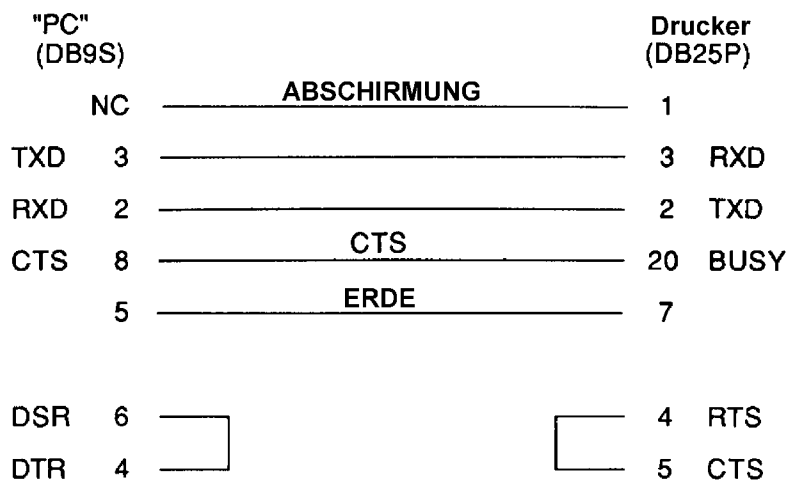 "PC" Drucker
(DB9S) (DB25P)
NC ABSCHIRMUNG 1
TXD 3 3 RXD
RXD 2 2 TXD
CTS 8 CTS 20 BUSY
5 ERDE 7
DSR 6 4 RTS
DTR 4 5 CTS